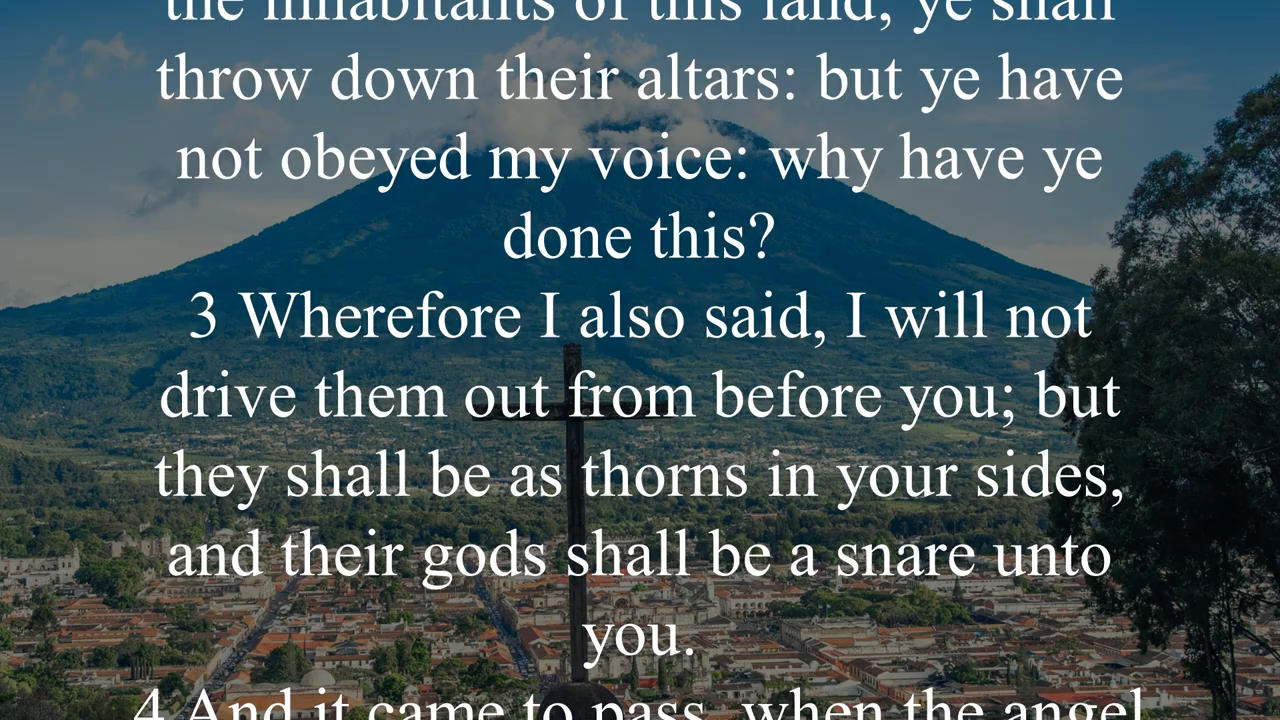 the inhabitants of this land; ye shall
throw down their altars: but ye have
not obeyed my voice: why have ye
done this?
3 Wherefore I also said, I will not
drive them out from before you; but
they shall be as thorns in your sides,
and their gods shall be a snare unto
you.
4 And it came to pass, when the angel